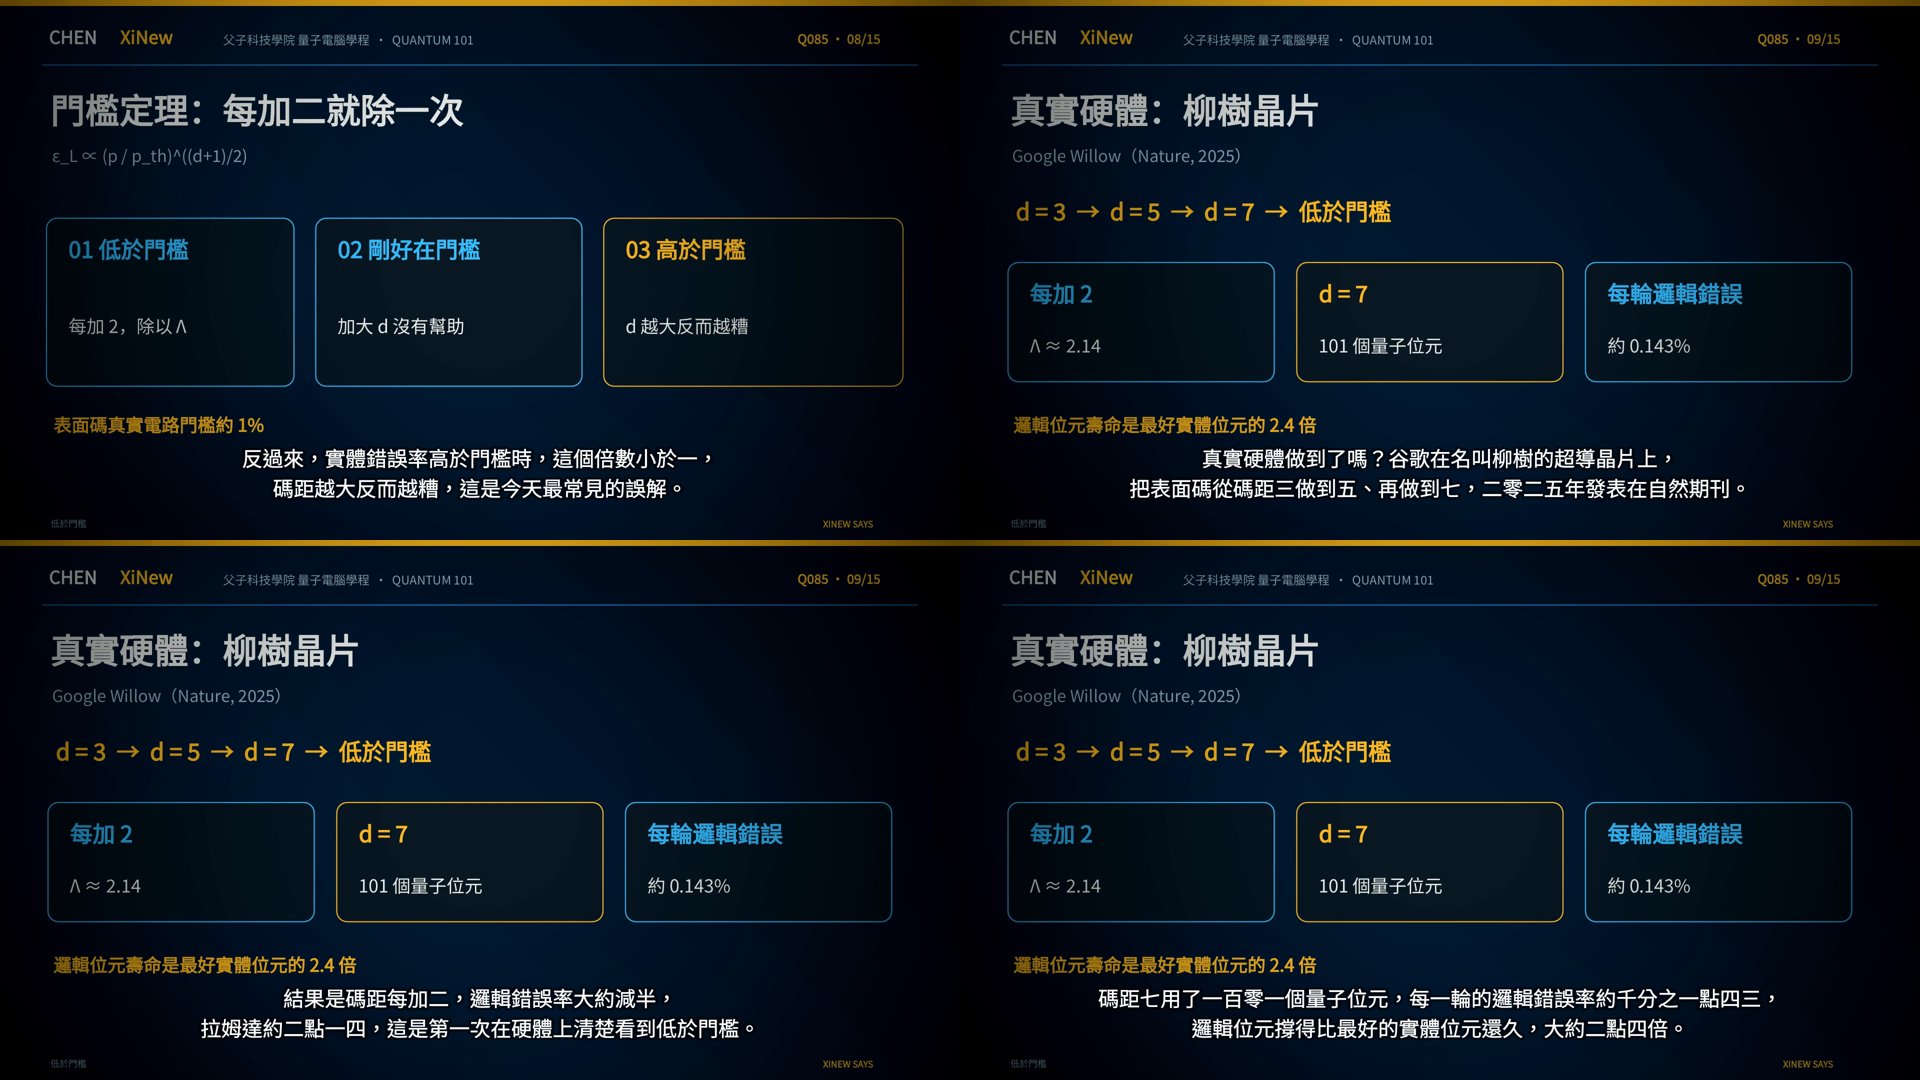 CHEN XiNew 父子科技學院 量子電腦學程 · QUANTUM 101 Q085 · 08/15
門檻定理：每加二就除一次
ε_L ∝ (p / p_th)^((d+1)/2)
01 低於門檻
每加 2，除以 Λ
02 剛好在門檻
加大 d 沒有幫助
03 高於門檻
d 越大反而越糟
表面碼真實電路門檻約 1%
反過來，實體錯誤率高於門檻時，這個倍數小於一，
碼距越大反而越糟，這是今天最常見的誤解。
低於門檻 XINEW SAYS
CHEN XiNew 父子科技學院 量子電腦學程 · QUANTUM 101 Q085 · 09/15
真實硬體：柳樹晶片
Google Willow（Nature, 2025）
d = 3 → d = 5 → d = 7 → 低於門檻
每加 2
Λ ≈ 2.14
d = 7
101 個量子位元
每輪邏輯錯誤
約 0.143%
邏輯位元壽命是最好實體位元的 2.4 倍
真實硬體做到了嗎？谷歌在名叫柳樹的超導晶片上，
把表面碼從碼距三做到五、再做到七，二零二五年發表在自然期刊。
低於門檻 XINEW SAYS
CHEN XiNew 父子科技學院 量子電腦學程 · QUANTUM 101 Q085 · 09/15
真實硬體：柳樹晶片
Google Willow（Nature, 2025）
d = 3 → d = 5 → d = 7 → 低於門檻
每加 2
Λ ≈ 2.14
d = 7
101 個量子位元
每輪邏輯錯誤
約 0.143%
邏輯位元壽命是最好實體位元的 2.4 倍
結果是碼距每加二，邏輯錯誤率大約減半，
拉姆達約二點一四，這是第一次在硬體上清楚看到低於門檻。
低於門檻 XINEW SAYS
CHEN XiNew 父子科技學院 量子電腦學程 · QUANTUM 101 Q085 · 09/15
真實硬體：柳樹晶片
Google Willow（Nature, 2025）
d = 3 → d = 5 → d = 7 → 低於門檻
每加 2
Λ ≈ 2.14
d = 7
101 個量子位元
每輪邏輯錯誤
約 0.143%
邏輯位元壽命是最好實體位元的 2.4 倍
碼距七用了一百零一個量子位元，每一輪的邏輯錯誤率約千分之一點四三，
邏輯位元撐得比最好的實體位元還久，大約二點四倍。
低於門檻 XINEW SAYS